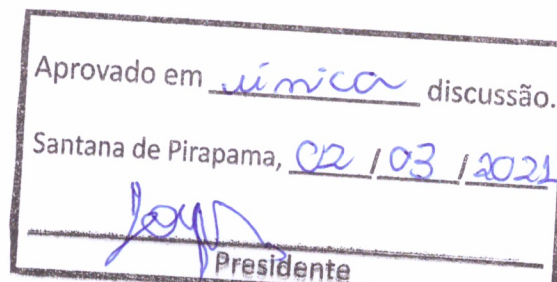 Aprovado em única discussão.
Santana de Pirapama, 02 / 03 / 2021
Presidente